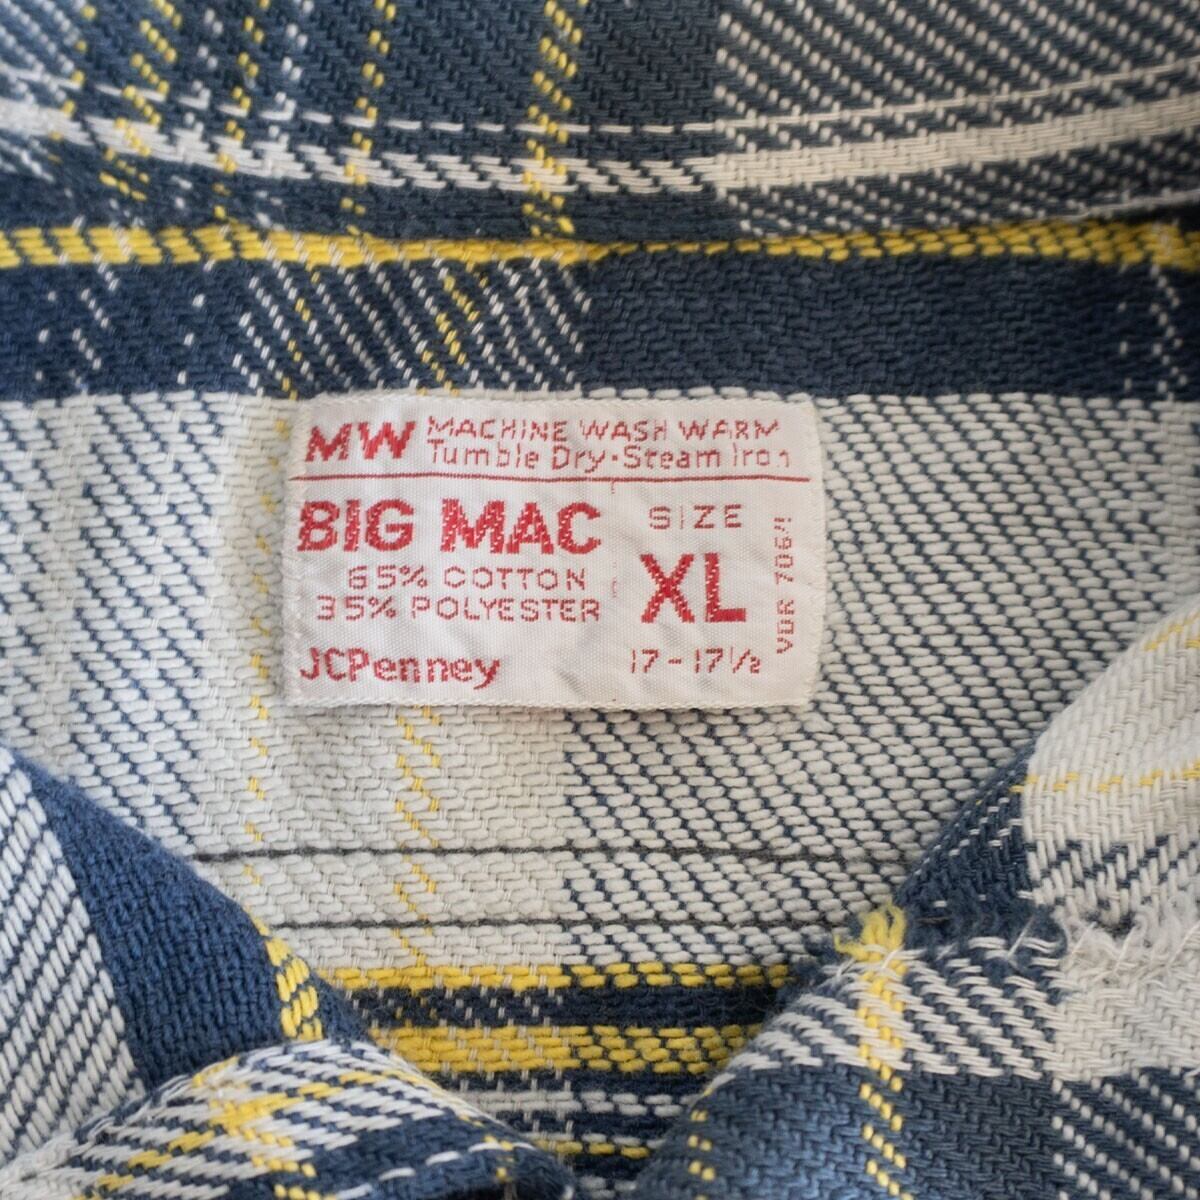 MW MACHINE WASH WARM
Tumble Dry·Steam Iron
BIG MAC
65% COTTON
35% POLYESTER
JCPenney
SIZE
XL
17-17½
VDR